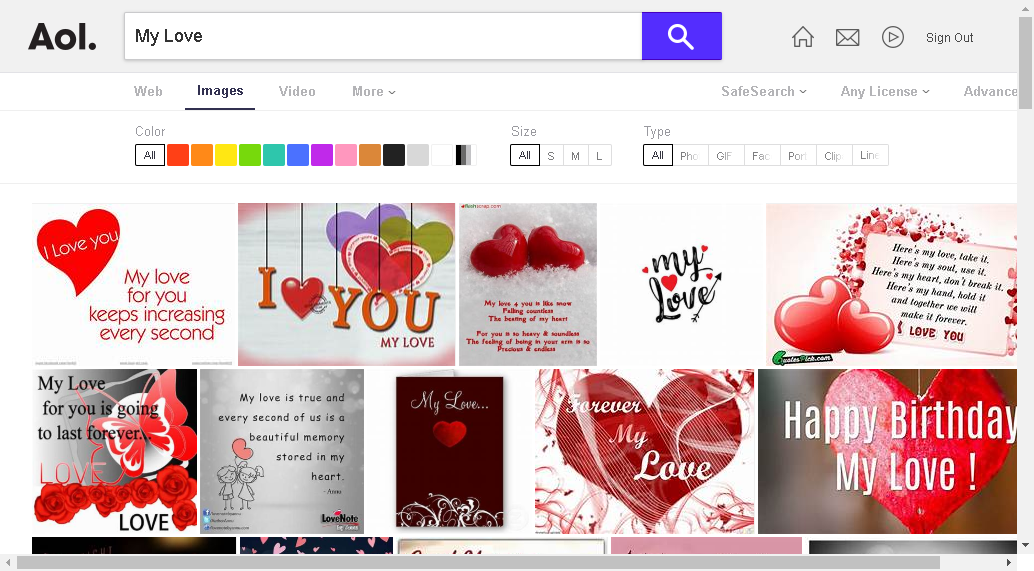 Aol.
My Love
Sign Out
Web
Images
Video
More
SafeSearch
Any License
Advance
Color
Size
Type
All
All
S
M
L
All
Pho
GIF
Fac
Por
Clip
Line
I Love you
My love
for you
keeps increasing
every second
I YOU
MY LOVE
My love 4 you is like snow
Falling countless
The beating of my heart
For you is so heavy & soundless
The feeling of being in your arm is so
Precious & endless
my
Love
Here's my love, take it.
Here's my soul, use it.
Here's my heart, don't break it.
Here's my hand, hold it
and together we will
make it forever.
I LOVE YOU
QuotesPick.com
My Love
for you is going
to last forever...
LOVE
LOVE
My love is true and
every second of us is a
beautiful memory
stored in my
heart.
- Anna
LoveNote
My Love...
Forever
My
Love
Happy Birthday
My Love !